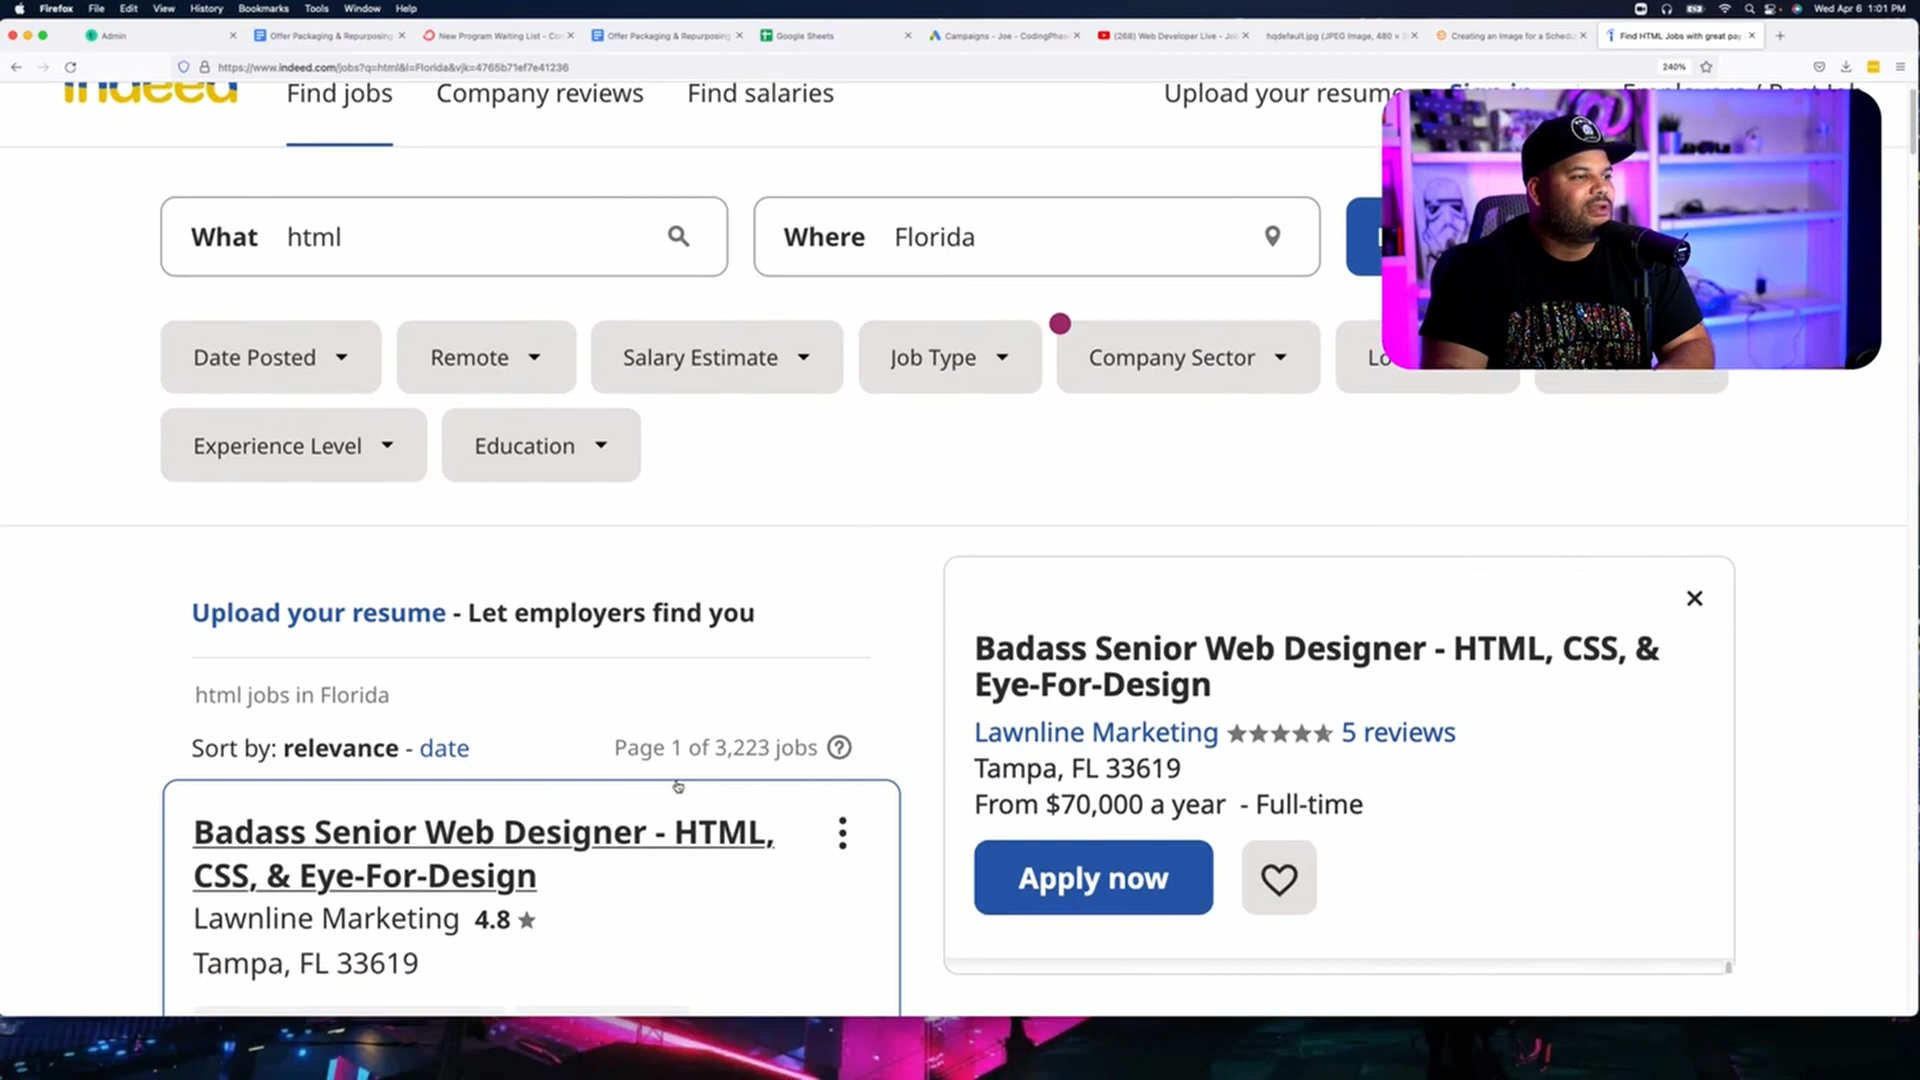 Firefox File Edit View History Bookmarks Tools Window Help Wed Apr 6 1:01 PM
Admin Offer Packaging & Repurposing New Program Waiting List - Con Offer Packaging & Repurposing Google Sheets Campaigns - Joe - CodingPhase (268) Web Developer Live - Jo hqdefault.jpg (JPEG Image, 480 × 3 Creating an Image for a Schedu Find HTML Jobs with great pay
https://www.indeed.com/jobs?q=html&l=Florida&vjk=4765b71ef7e41236 240%
indeed Find jobs Company reviews Find salaries Upload your resume Sign in Employers / Post Job
What html Where Florida
Date Posted Remote Salary Estimate Job Type Company Sector Lo
Experience Level Education
Upload your resume - Let employers find you
html jobs in Florida
Sort by: relevance - date Page 1 of 3,223 jobs ?
Badass Senior Web Designer - HTML,
CSS, & Eye-For-Design
Lawnline Marketing 4.8 ★
Tampa, FL 33619
Badass Senior Web Designer - HTML, CSS, &
Eye-For-Design
Lawnline Marketing ★★★★★ 5 reviews
Tampa, FL 33619
From $70,000 a year - Full-time
Apply now